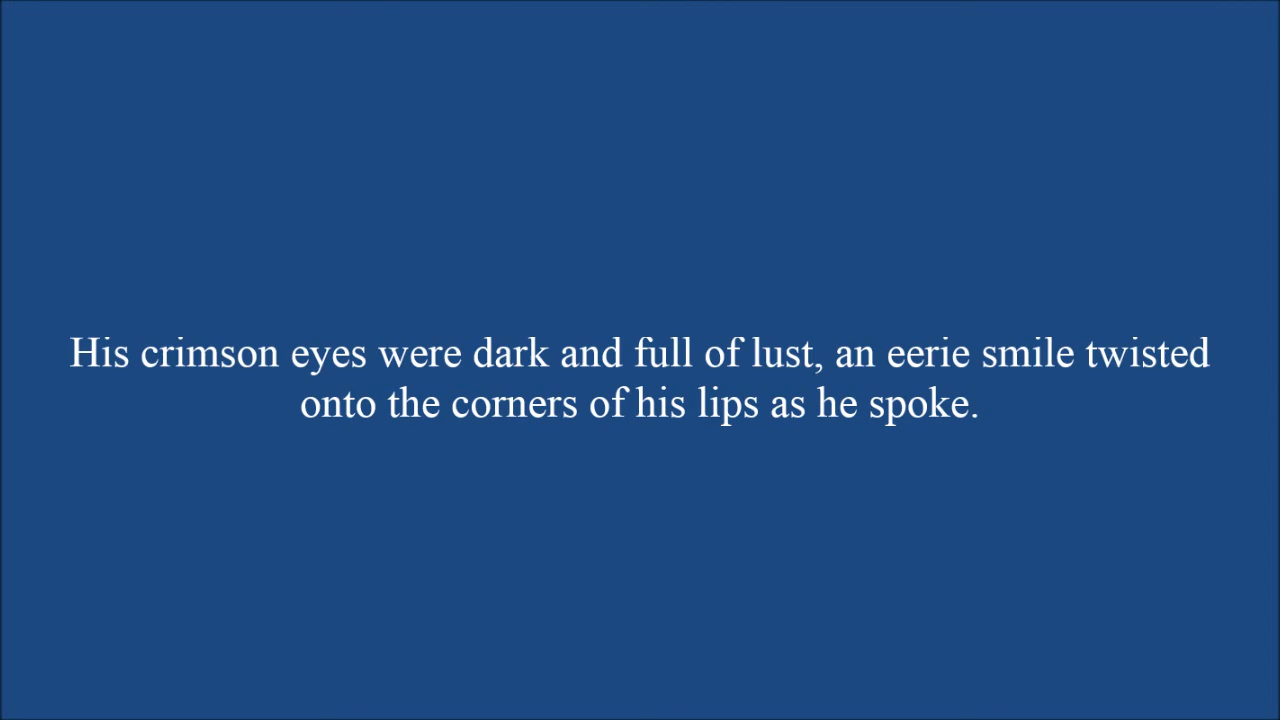 His crimson eyes were dark and full of lust, an eerie smile twisted
onto the corners of his lips as he spoke.